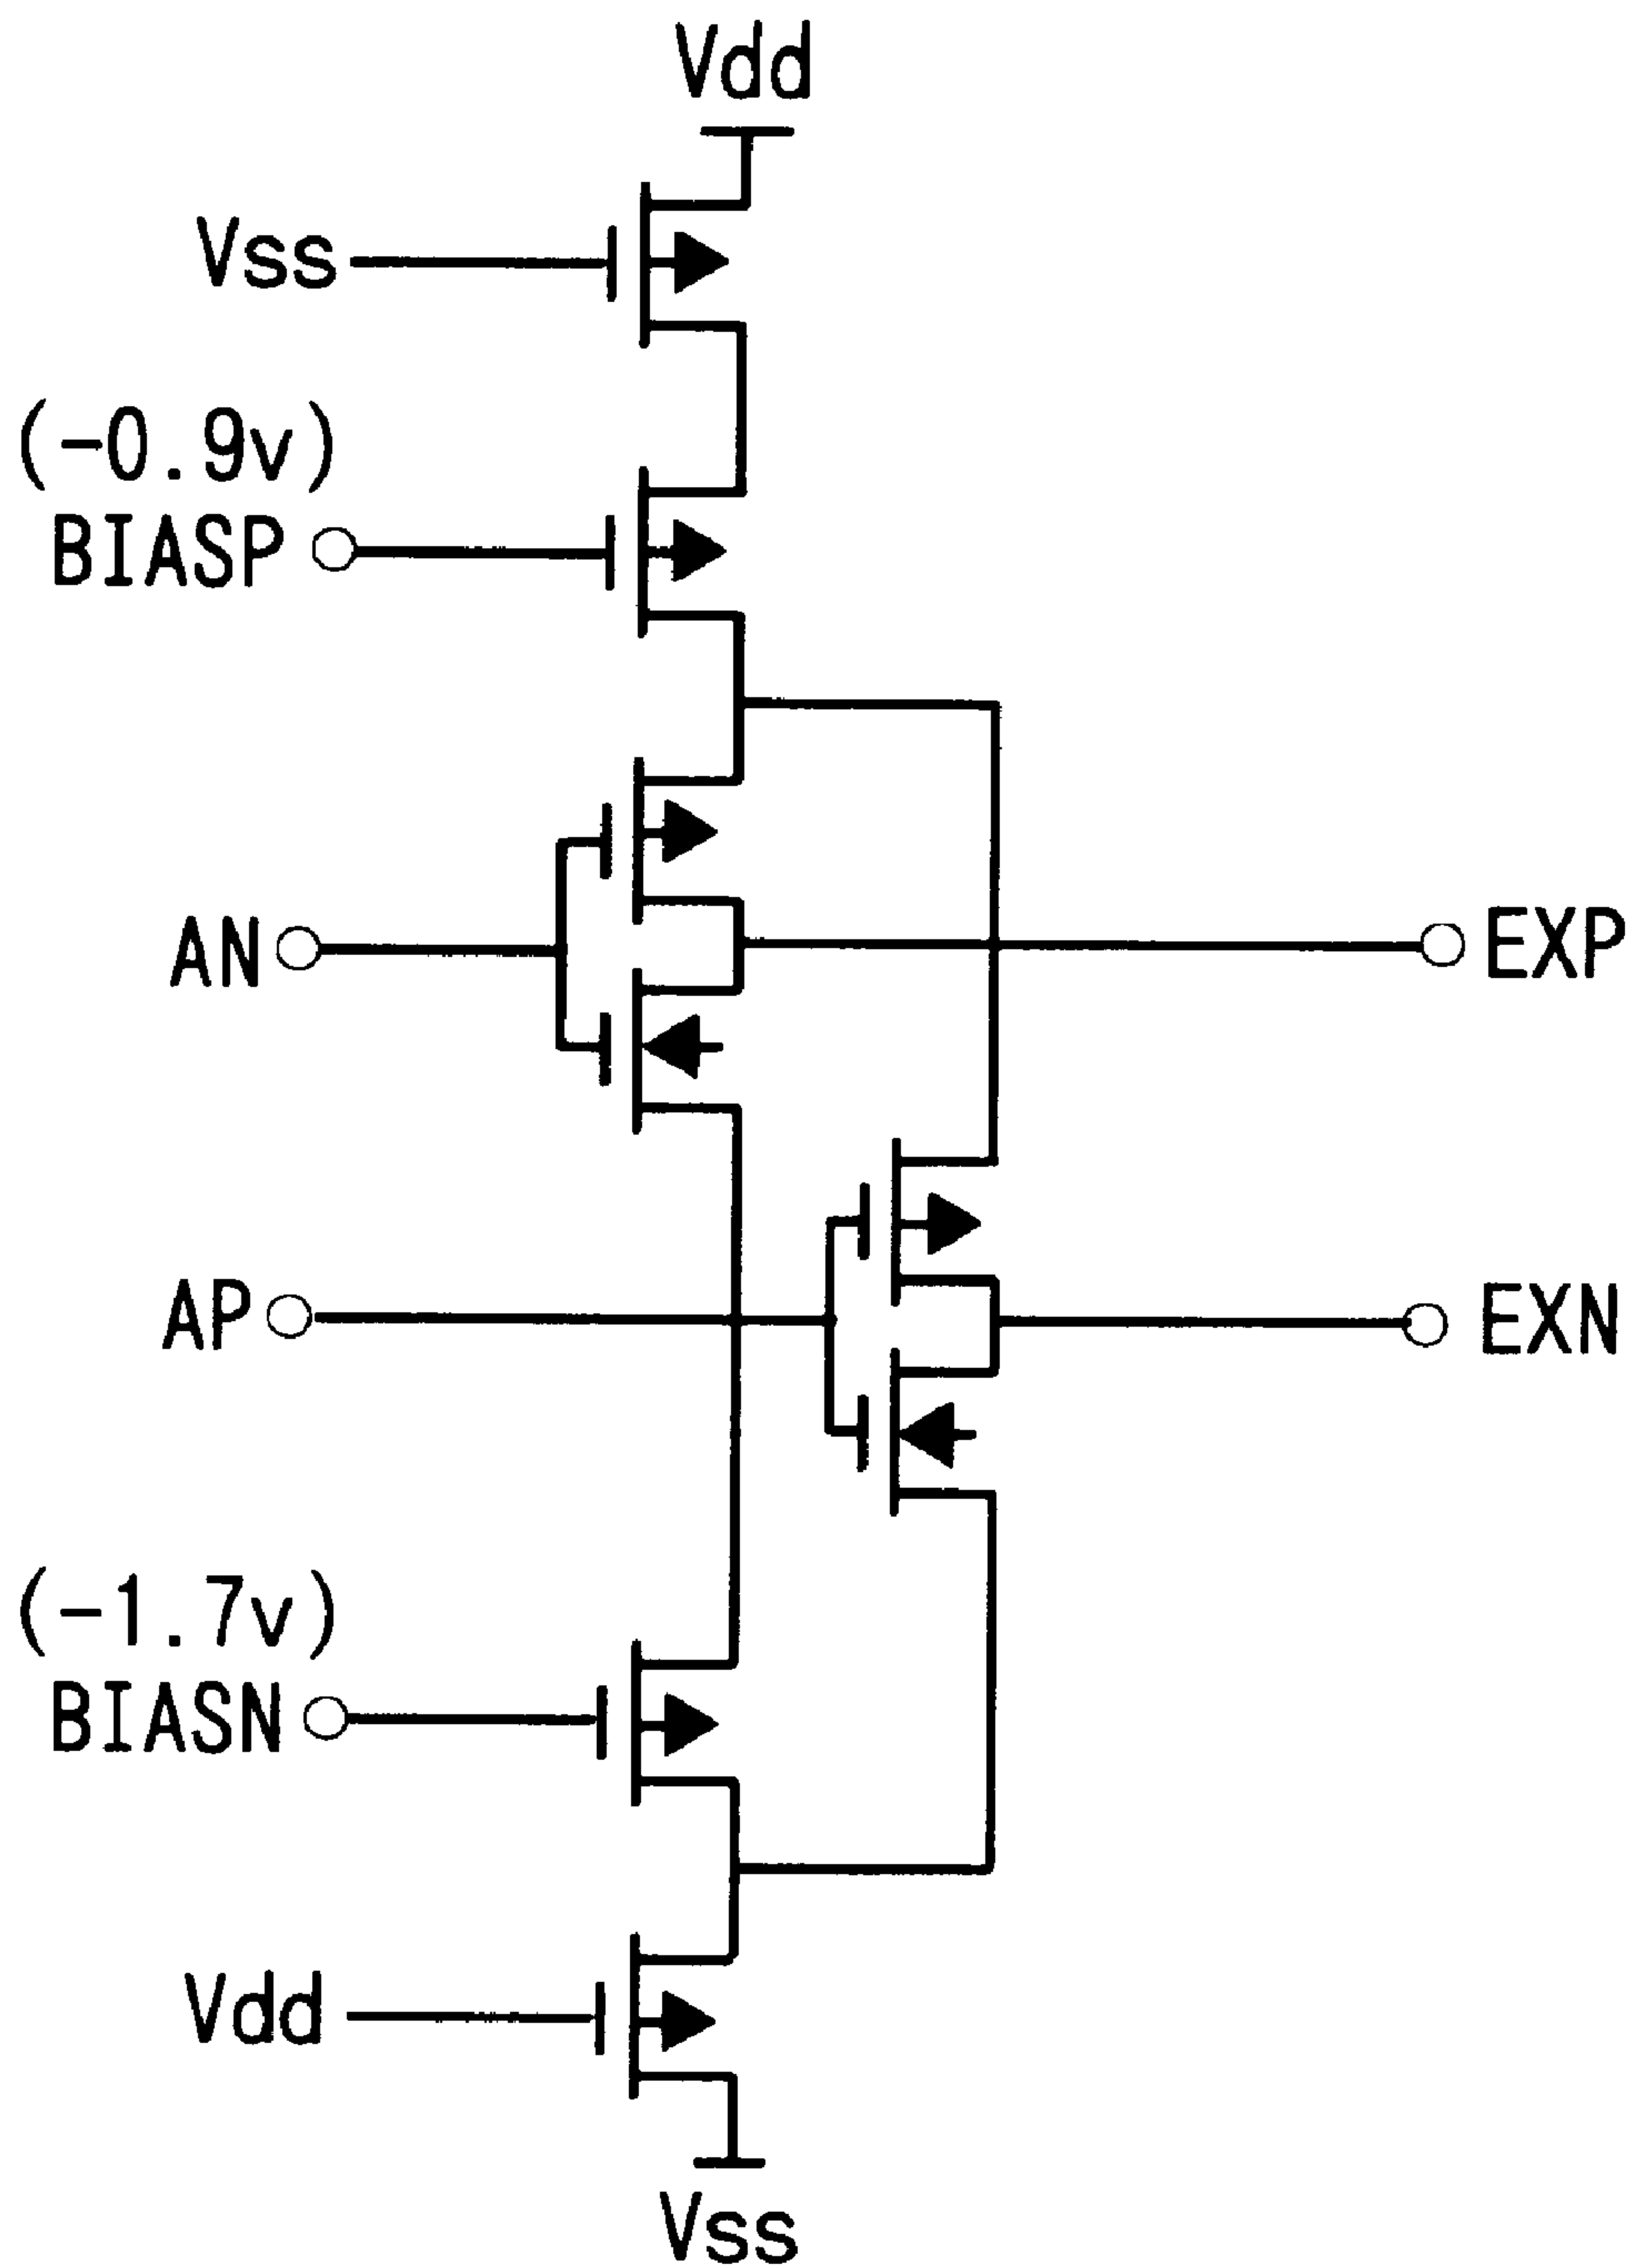 Vdd
Vss
(-0.9v)
BIASP
AN
EXP
AP
EXN
(-1.7v)
BIASN
Vdd
Vss